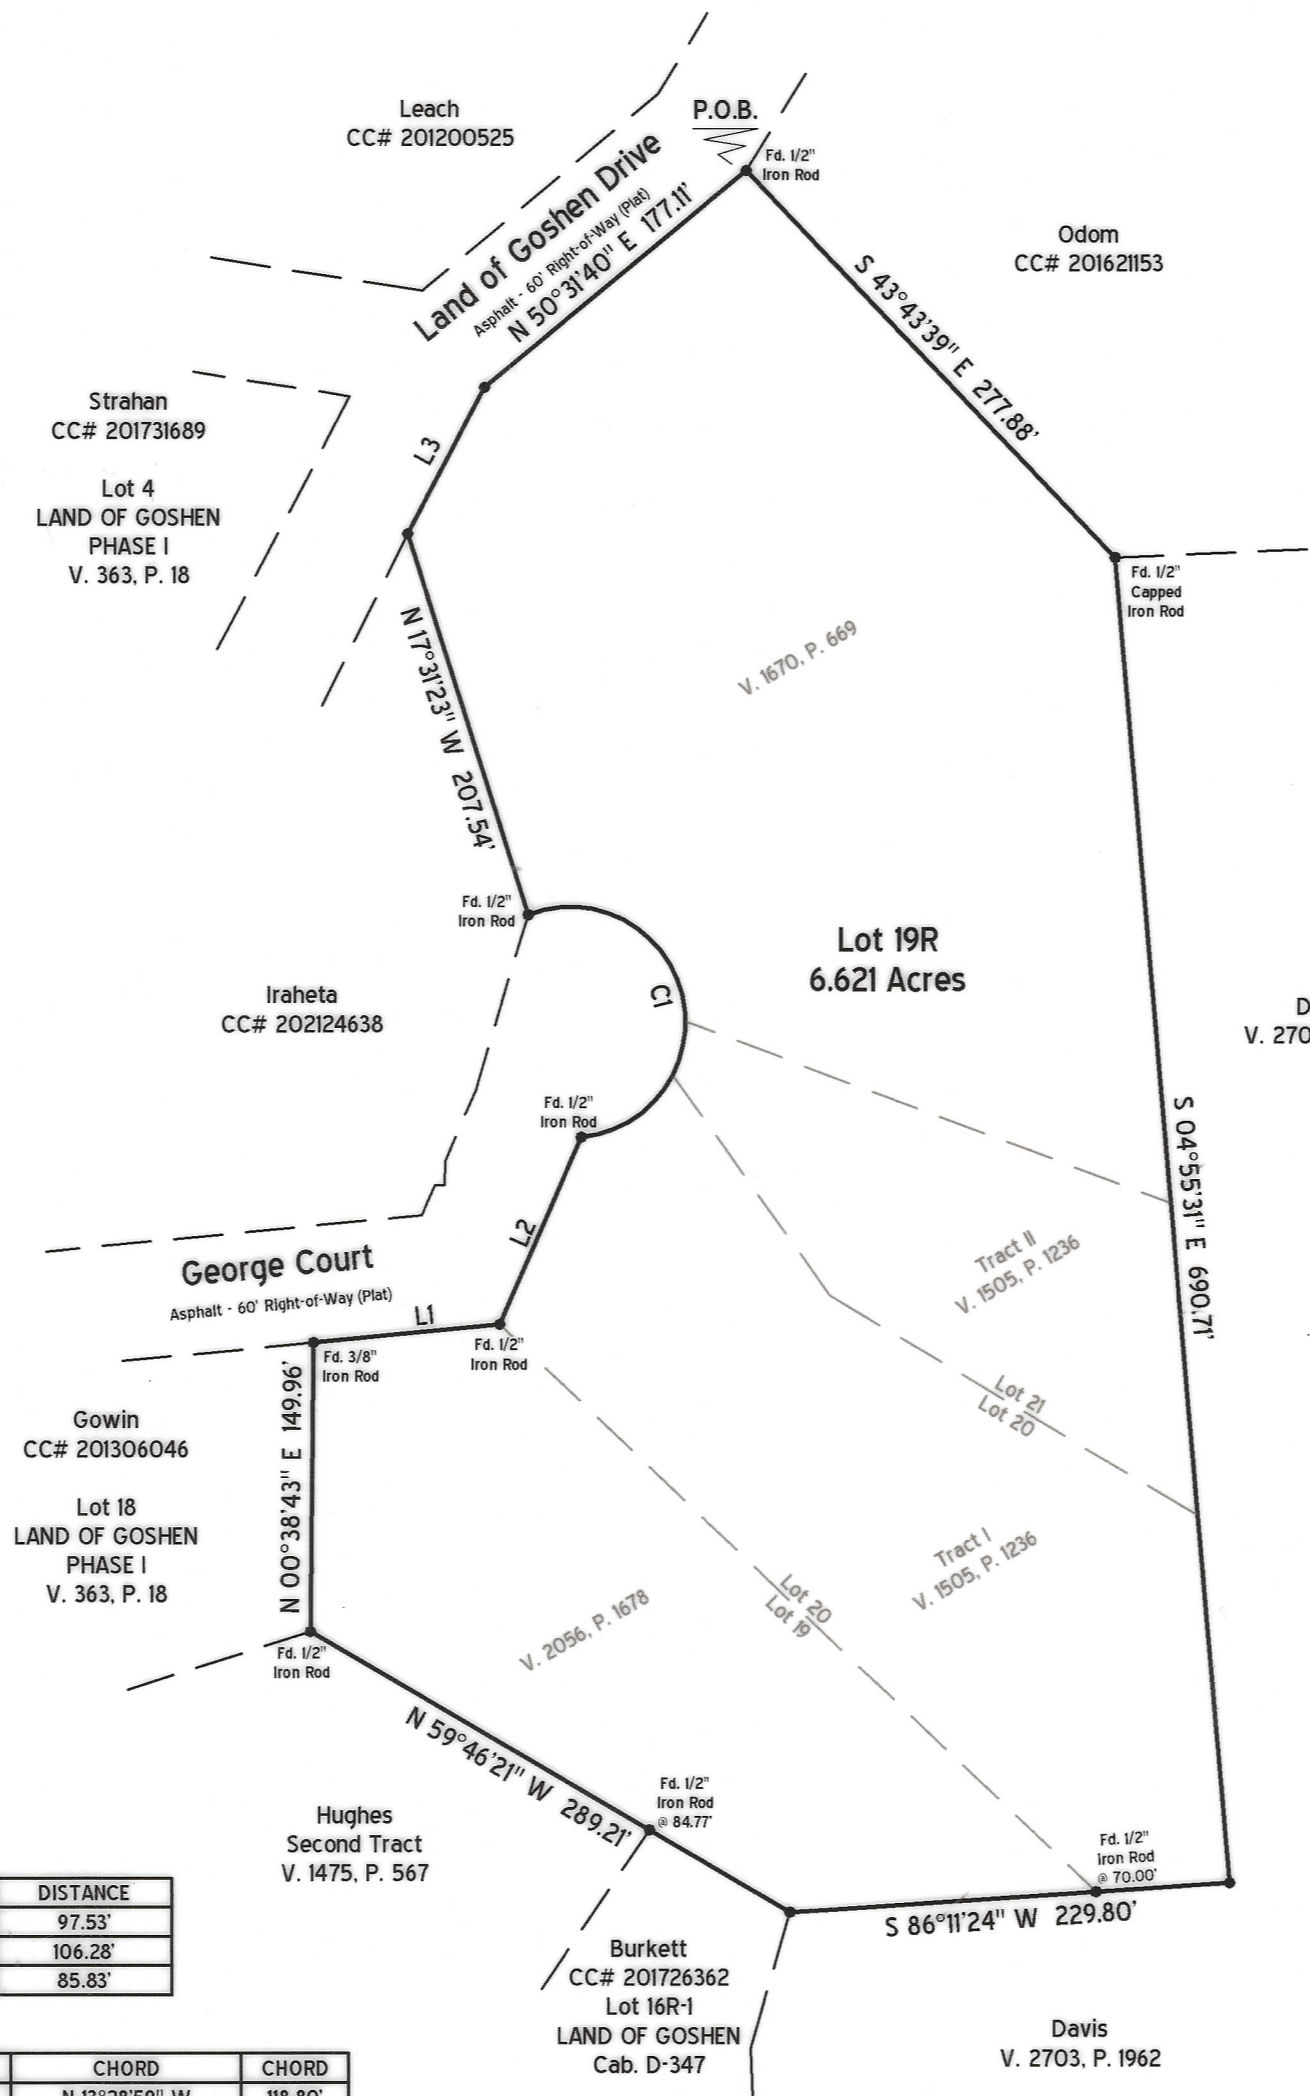 Leach
CC# 201200525
P.O.B.
Fd. 1/2"
Iron Rod
Land of Goshen Drive
Asphalt - 60' Right-of-Way (Plat)
N 50°31'40" E 177.11'
Odom
CC# 201621153
S 43°43'39" E 277.88'
Strahan
CC# 201731689
Lot 4
LAND OF GOSHEN
PHASE I
V. 363, P. 18
L3
Fd. 1/2"
Capped
Iron Rod
V. 1670, P. 669
N 17°31'23" W 207.54'
Fd. 1/2"
Iron Rod
Lot 19R
6.621 Acres
C1
Iraheta
CC# 202124638
D
V. 270
Fd. 1/2"
Iron Rod
S 04°55'31" E 690.71'
L2
George Court
Asphalt - 60' Right-of-Way (Plat)
L1
Tract II
V. 1505, P. 1236
Fd. 3/8"
Iron Rod
Fd. 1/2"
Iron Rod
Lot 21
Lot 20
Gowin
CC# 201306046
Lot 18
LAND OF GOSHEN
PHASE I
V. 363, P. 18
N 00°38'43" E 149.96'
Tract I
V. 1505, P. 1236
Lot 20
Lot 19
V. 2056, P. 1678
Fd. 1/2"
Iron Rod
N 59°46'21" W 289.21'
Fd. 1/2"
Iron Rod
@ 84.77'
Hughes
Second Tract
V. 1475, P. 567
Fd. 1/2"
Iron Rod
@ 70.00'
S 86°11'24" W 229.80'
DISTANCE
97.53'
106.28'
85.83'
Burkett
CC# 201726362
Lot 16R-1
LAND OF GOSHEN
Cab. D-347
Davis
V. 2703, P. 1962
CHORD CHORD